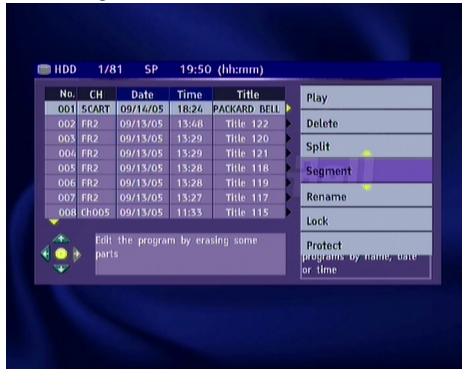 HDD 1/81 SP 19:50 (hh:mm)
No. CH Date Time Title
001 SCART 09/14/05 18:24 PACKARD BELL
002 FR2 09/13/05 13:48 Title 122
003 FR2 09/13/05 13:29 Title 120
004 FR2 09/13/05 13:29 Title 121
005 FR2 09/13/05 13:28 Title 118
006 FR2 09/13/05 13:28 Title 119
007 FR2 09/13/05 13:27 Title 117
008 Ch005 09/13/05 11:33 Title 115
Play
Delete
Split
Segment
Rename
Lock
Protect
Edit the program by erasing some
parts
programs by name, date
or time